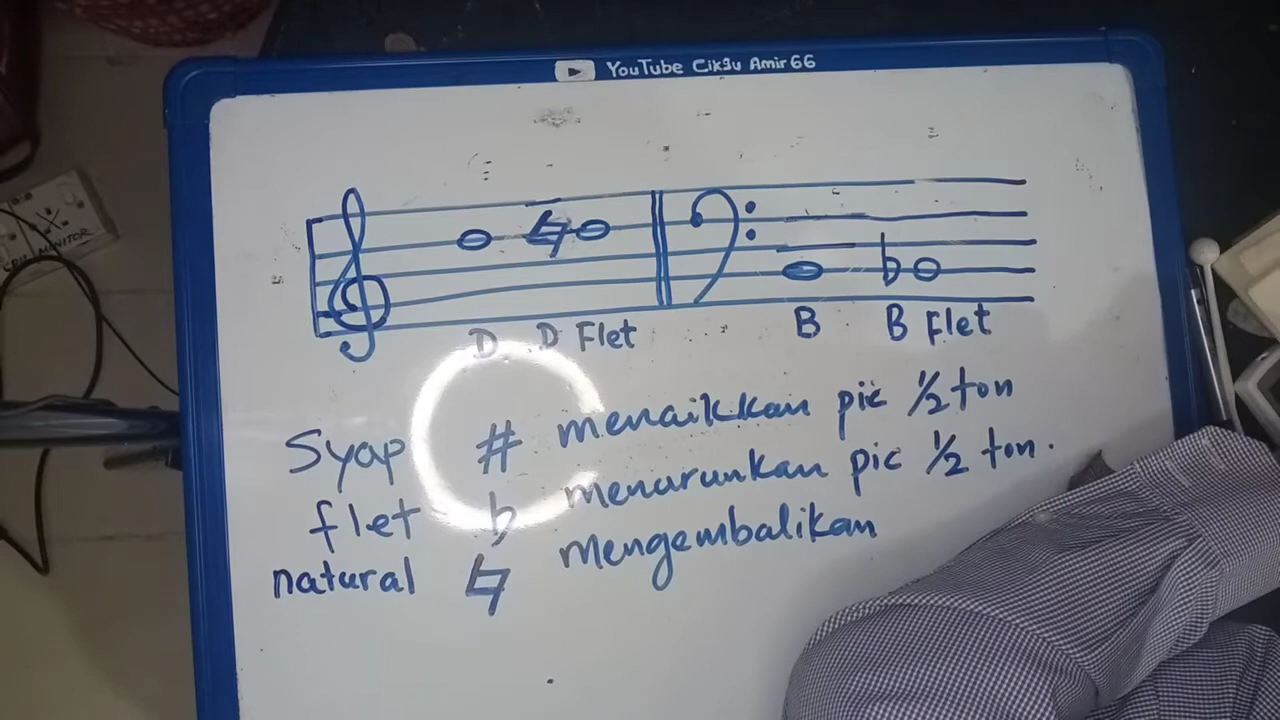 YouTube Cikgu Amir 66
D D Flet B B Flet
Syap # menaikkan pic ½ ton
flet ♭ menurunkan pic ½ ton.
natural ♮ mengembalikan